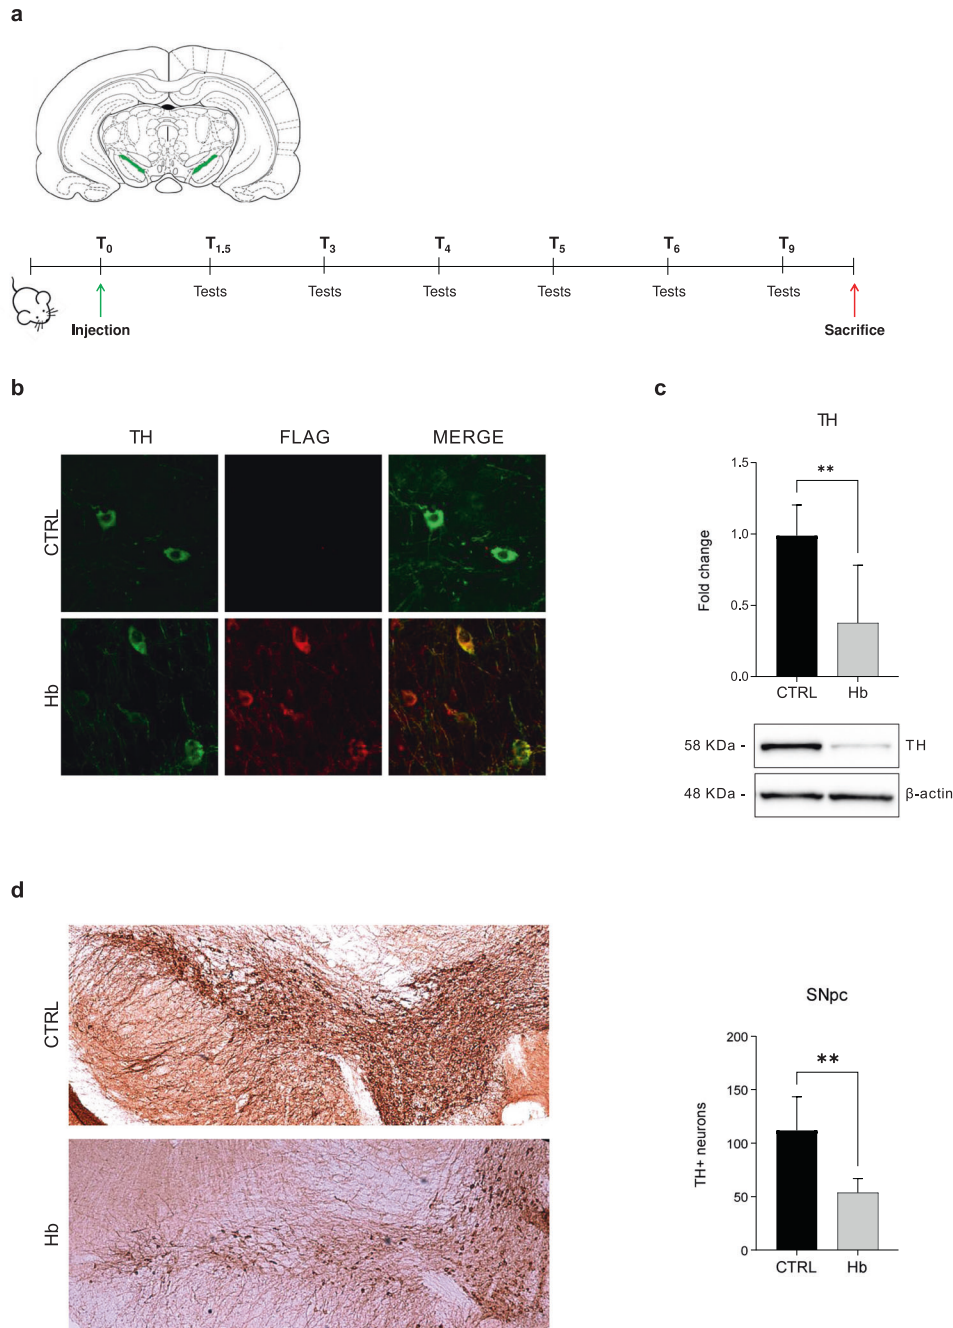 a
T0 T1.5 T3 T4 T5 T6 T9
Tests Tests Tests Tests Tests Tests
Injection Sacrifice
b
TH FLAG MERGE
CTRL
Hb
c
TH
**
1.5
1.0
0.5
0.0
Fold change
CTRL Hb
58 KDa - TH
48 KDa - β-actin
d
CTRL
Hb
SNpc
**
200
150
100
50
0
TH+ neurons
CTRL Hb